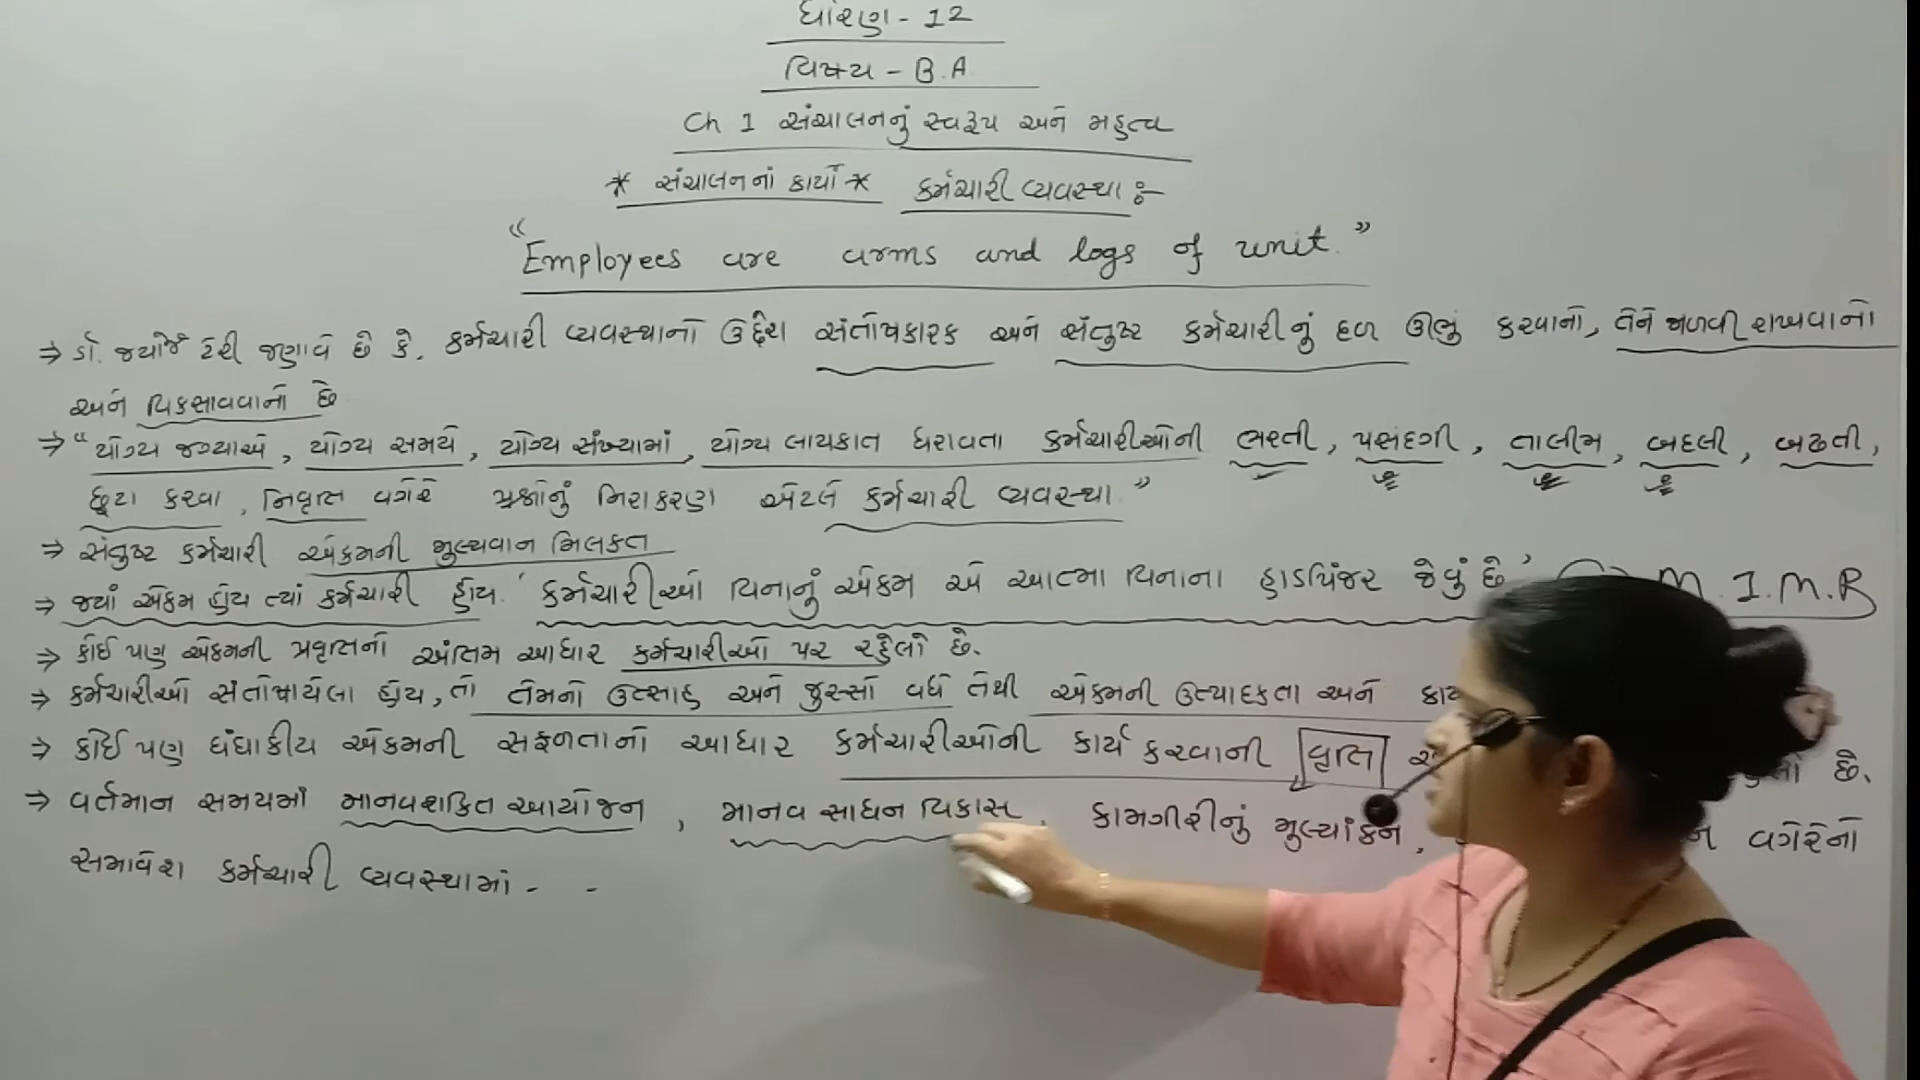 ધોરણ - 12
વિષય - B.A
Ch 1 સંચાલનનું સ્વરૂપ અને મહત્વ
* સંચાલનનાં કાર્યો * કર્મચારી વ્યવસ્થા :-
"Employees are arms and logs of unit."
⇒ ડૉ. જ્યોર્જ ટેરી જણાવે છે કે, કર્મચારી વ્યવસ્થાનો ઉદ્દેશ સંતોષકારક અને સંતુષ્ટ કર્મચારીનું દળ ઊભું કરવાનો, તેને જાળવી રાખવાનો
અને વિકસાવવાનો છે
⇒ "યોગ્ય જગ્યાએ, યોગ્ય સમયે, યોગ્ય સંખ્યામાં, યોગ્ય લાયકાત ધરાવતા કર્મચારીઓની ભરતી, પસંદગી, તાલીમ, બદલી, બઢતી,
છૂટા કરવા, નિવૃત્તિ વગેરે પ્રશ્નોનું નિરાકરણ એટલે કર્મચારી વ્યવસ્થા."
⇒ સંતુષ્ટ કર્મચારી એકમની મુલ્યવાન મિલકત
⇒ જ્યાં એકમ હોય ત્યાં કર્મચારી હોય. 'કર્મચારીઓ વિનાનું એકમ એ આત્મા વિનાના હાડપિંજર જેવું છે' M.I.M.R
⇒ કોઈ પણ એકમની પ્રવૃત્તિનો અંતિમ આધાર કર્મચારીઓ પર રહેલો છે.
⇒ કર્મચારીઓ સંતોષાયેલા હોય, તો તેમનો ઉત્સાહ અને જુસ્સો વધે તેથી એકમની ઉત્પાદકતા અને
⇒ કોઈ પણ ધંધાકીય એકમની સફળતાનો આધાર કર્મચારીઓની કાર્ય કરવાની વૃત્તિ છે.
⇒ વર્તમાન સમયમાં માનવશક્તિ આયોજન, માનવ સાધન વિકાસ, કામગીરીનું મુલ્યાંકન, વગેરેનો
સમાવેશ કર્મચારી વ્યવસ્થામાં - -